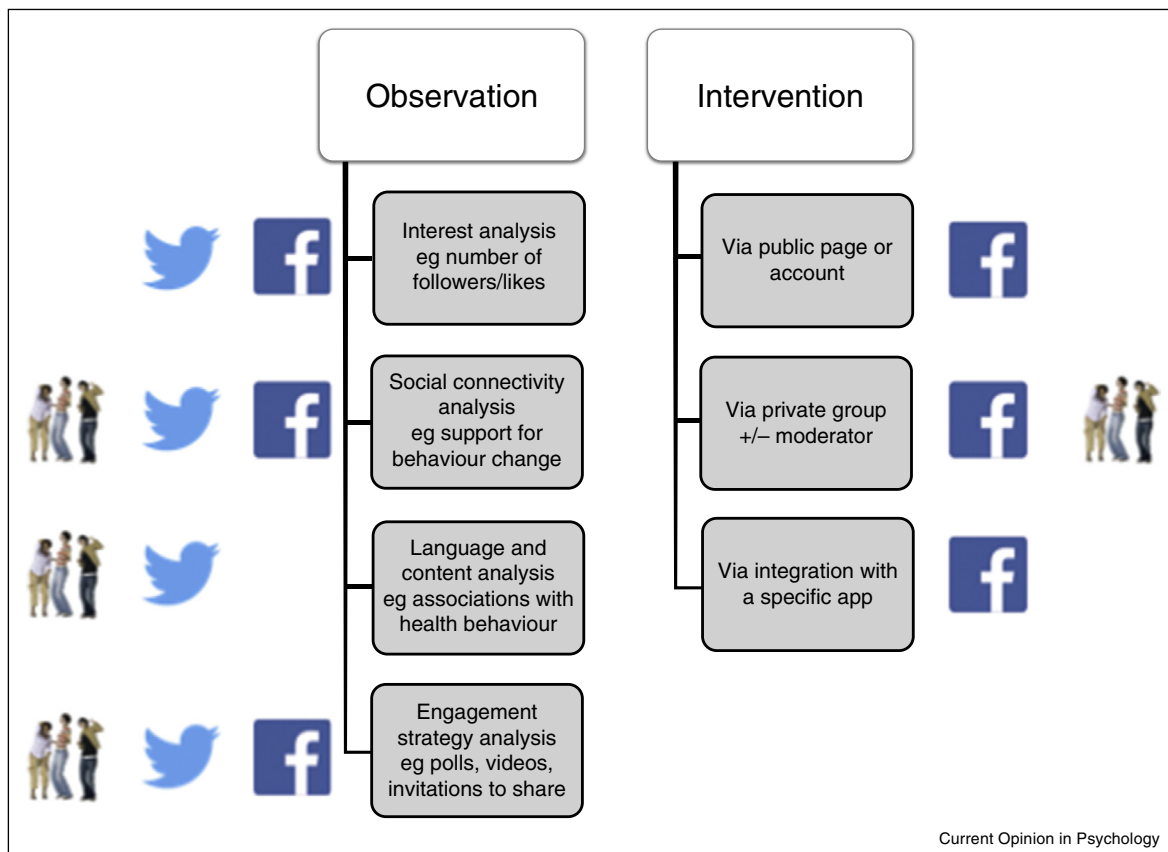 Observation
Interest analysis
eg number of
followers/likes
Social connectivity
analysis
eg support for
behaviour change
Language and
content analysis
eg associations with
health behaviour
Engagement
strategy analysis
eg polls, videos,
invitations to share
Intervention
Via public page or
account
Via private group
+/– moderator
Via integration with
a specific app
Current Opinion in Psychology